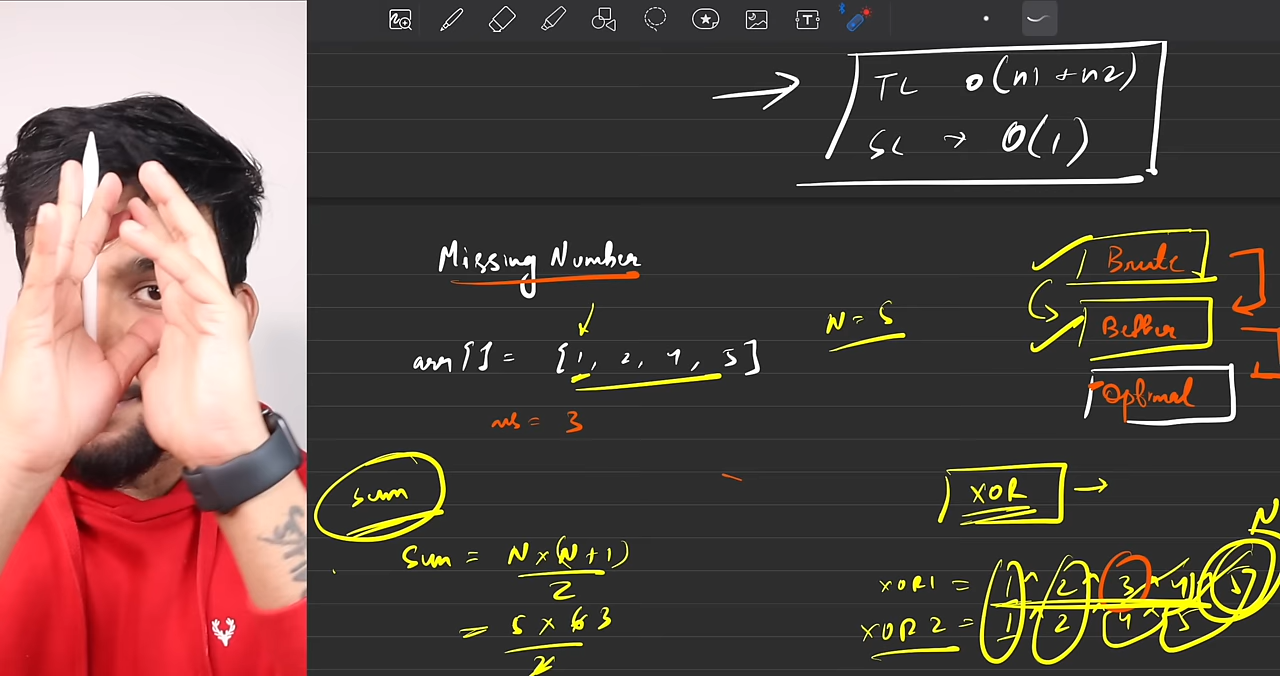 TC O(n1+n2)
SC → O(1)
Missing Number
Brute
N = 5
Better
arr[] = [1, 2, 4, 5]
Optimal
ans = 3
sum
XOR →
N
sum = N×(N+1)
2
XOR1 = 1^2^3^4^5
= 5 × 6 3
2
XOR2 = 1^2^4^5